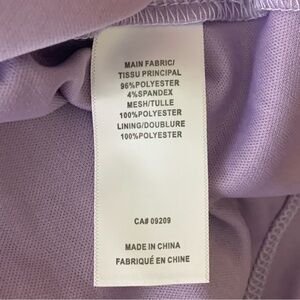 MAIN FABRIC/
TISSU PRINCIPAL
96%POLYESTER
4%SPANDEX
MESH/TULLE
100%POLYESTER
LINING/DOUBLURE
100%POLYESTER
CA# 09209
MADE IN CHINA
FABRIQUÉ EN CHINE